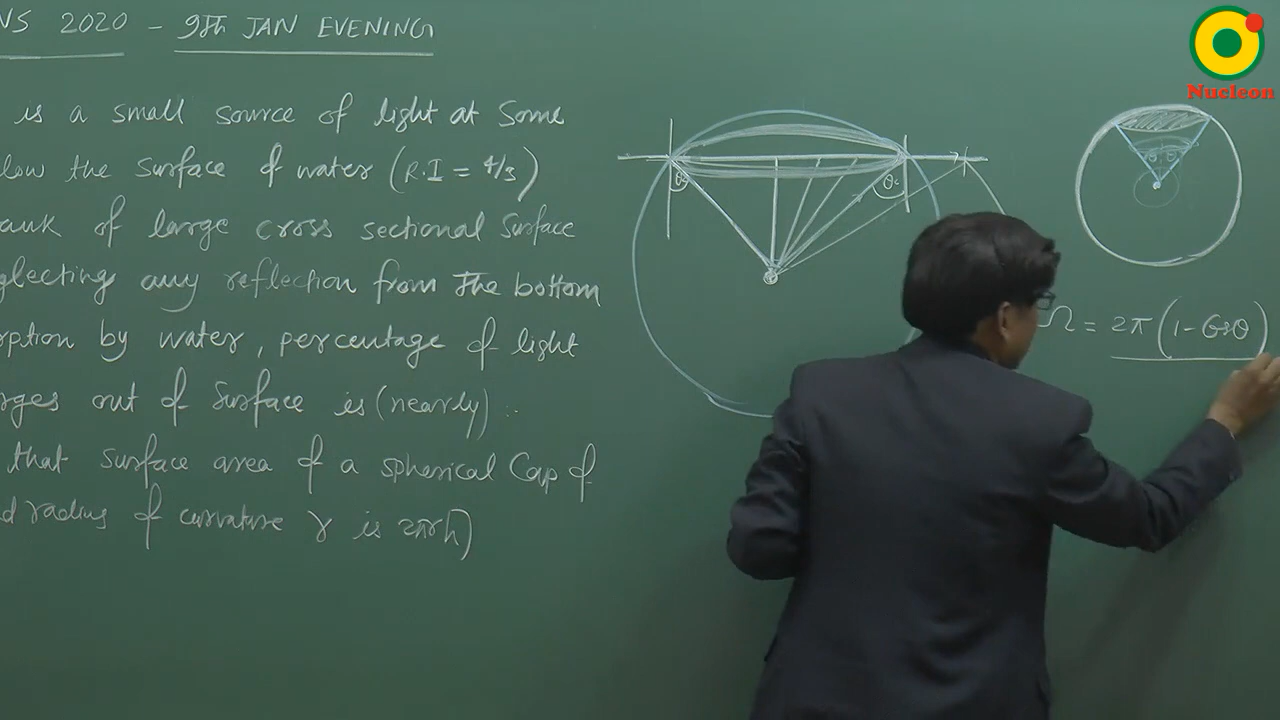 NS 2020 - 9th JAN EVENING
is a small source of light at Some
low the surface of water (R.I = 4/3)
ank of large cross sectional surface
glecting any reflection from the bottom
rption by water, percentage of light
rges out of surface is (nearly) ..
that surface area of a spherical Cap of
d radius of curvature r is 2πrh)
θc
Ω = 2π(1-Cosθ)
Nucleon